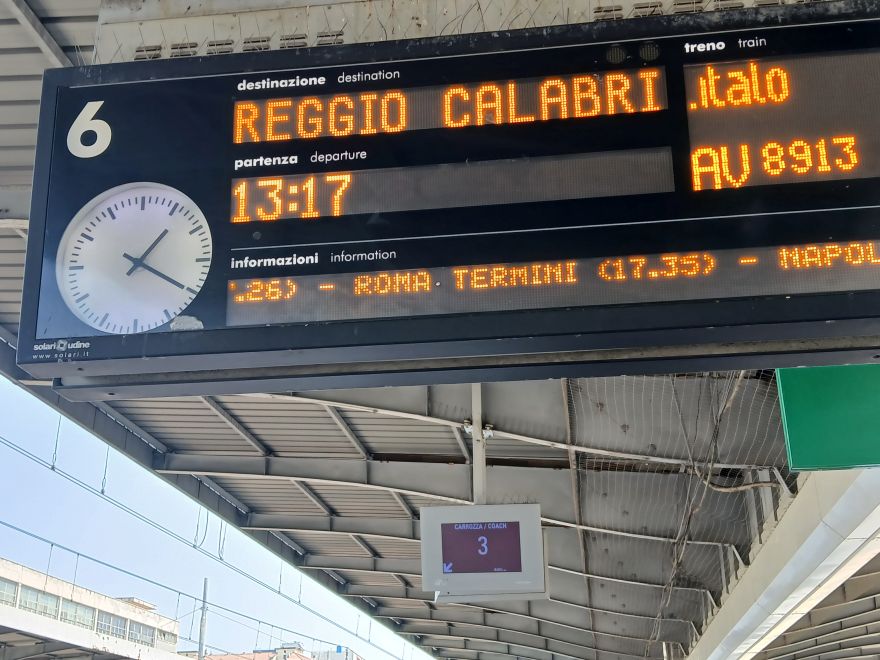 6
destinazione destination
REGGIO CALABRI
partenza departure
13:17
treno train
.italo
AV 8913
informazioni information
.26) - ROMA TERMINI (17.35) - NAPOL
solari udine
www.solari.it
CARROZZA / COACH
3